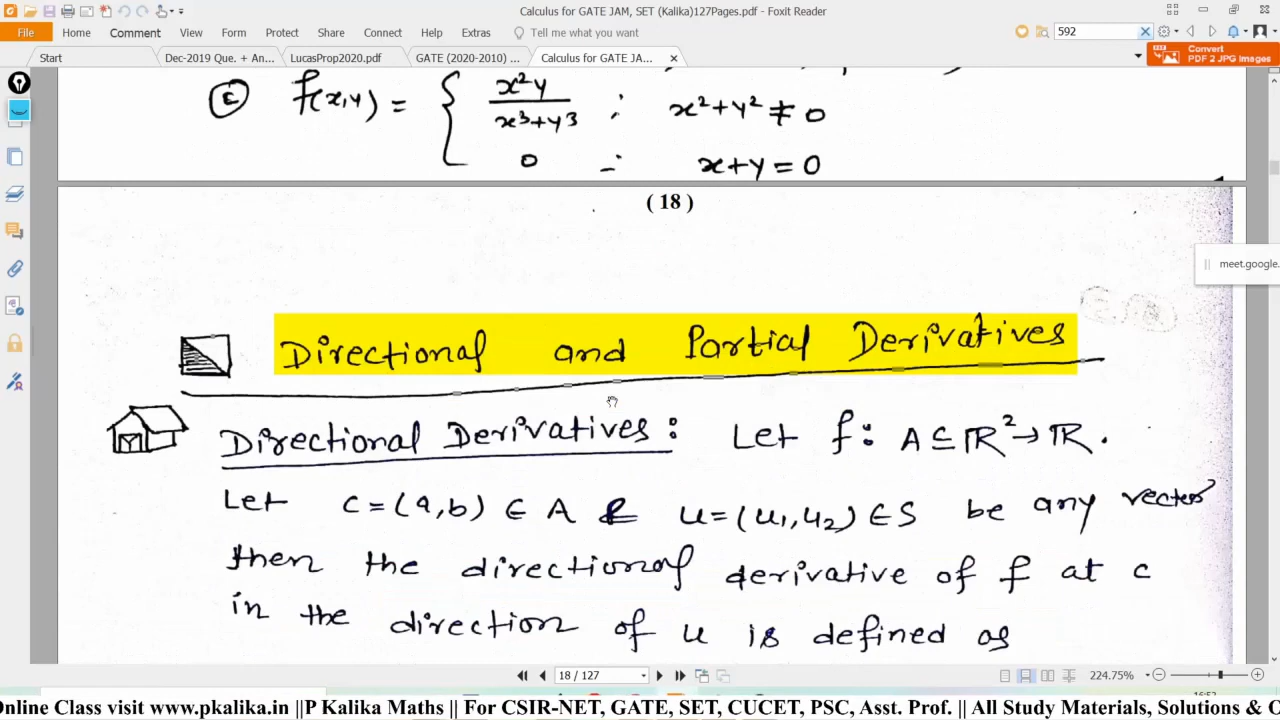 Calculus for GATE JAM, SET (Kalika)127Pages.pdf - Foxit Reader
File Home Comment View Form Protect Share Connect Help Extras Tell me what you want 592
Start Dec-2019 Que. + An... LucasProp2020.pdf GATE (2020-2010) ... Calculus for GATE JA... ×
Convert
PDF 2 JPG Images
(c) f(x,y) = { x²y / x³+y³ ; x²+y² ≠ 0
0 ; x+y = 0
( 18 )
meet.google.
Directional and Partial Derivatives
Directional Derivatives: Let f: A ⊆ ℝ² → ℝ.
Let c = (a,b) ∈ A & u = (u₁,u₂) ∈ S be any vector
then the directional derivative of f at c
in the direction of u is defined as
18 / 127 224.75%
Online Class visit www.pkalika.in ||P Kalika Maths || For CSIR-NET, GATE, SET, CUCET, PSC, Asst. Prof. || All Study Materials, Solutions & C